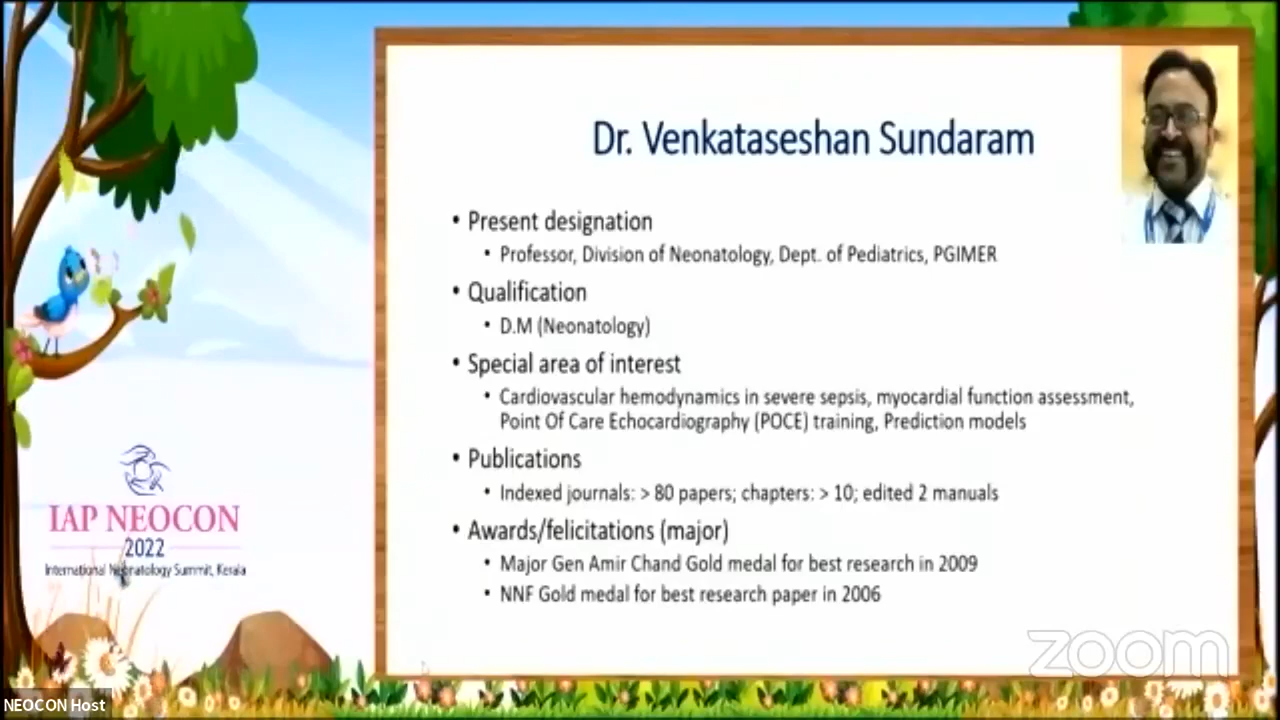 Dr. Venkataseshan Sundaram
• Present designation
• Professor, Division of Neonatology, Dept. of Pediatrics, PGIMER
• Qualification
• D.M (Neonatology)
• Special area of interest
• Cardiovascular hemodynamics in severe sepsis, myocardial function assessment,
Point Of Care Echocardiography (POCE) training, Prediction models
• Publications
• Indexed journals: > 80 papers; chapters: > 10; edited 2 manuals
• Awards/felicitations (major)
• Major Gen Amir Chand Gold medal for best research in 2009
• NNF Gold medal for best research paper in 2006
IAP NEOCON
2022
International Neonatology Summit, Kerala
zoom
NEOCON Host